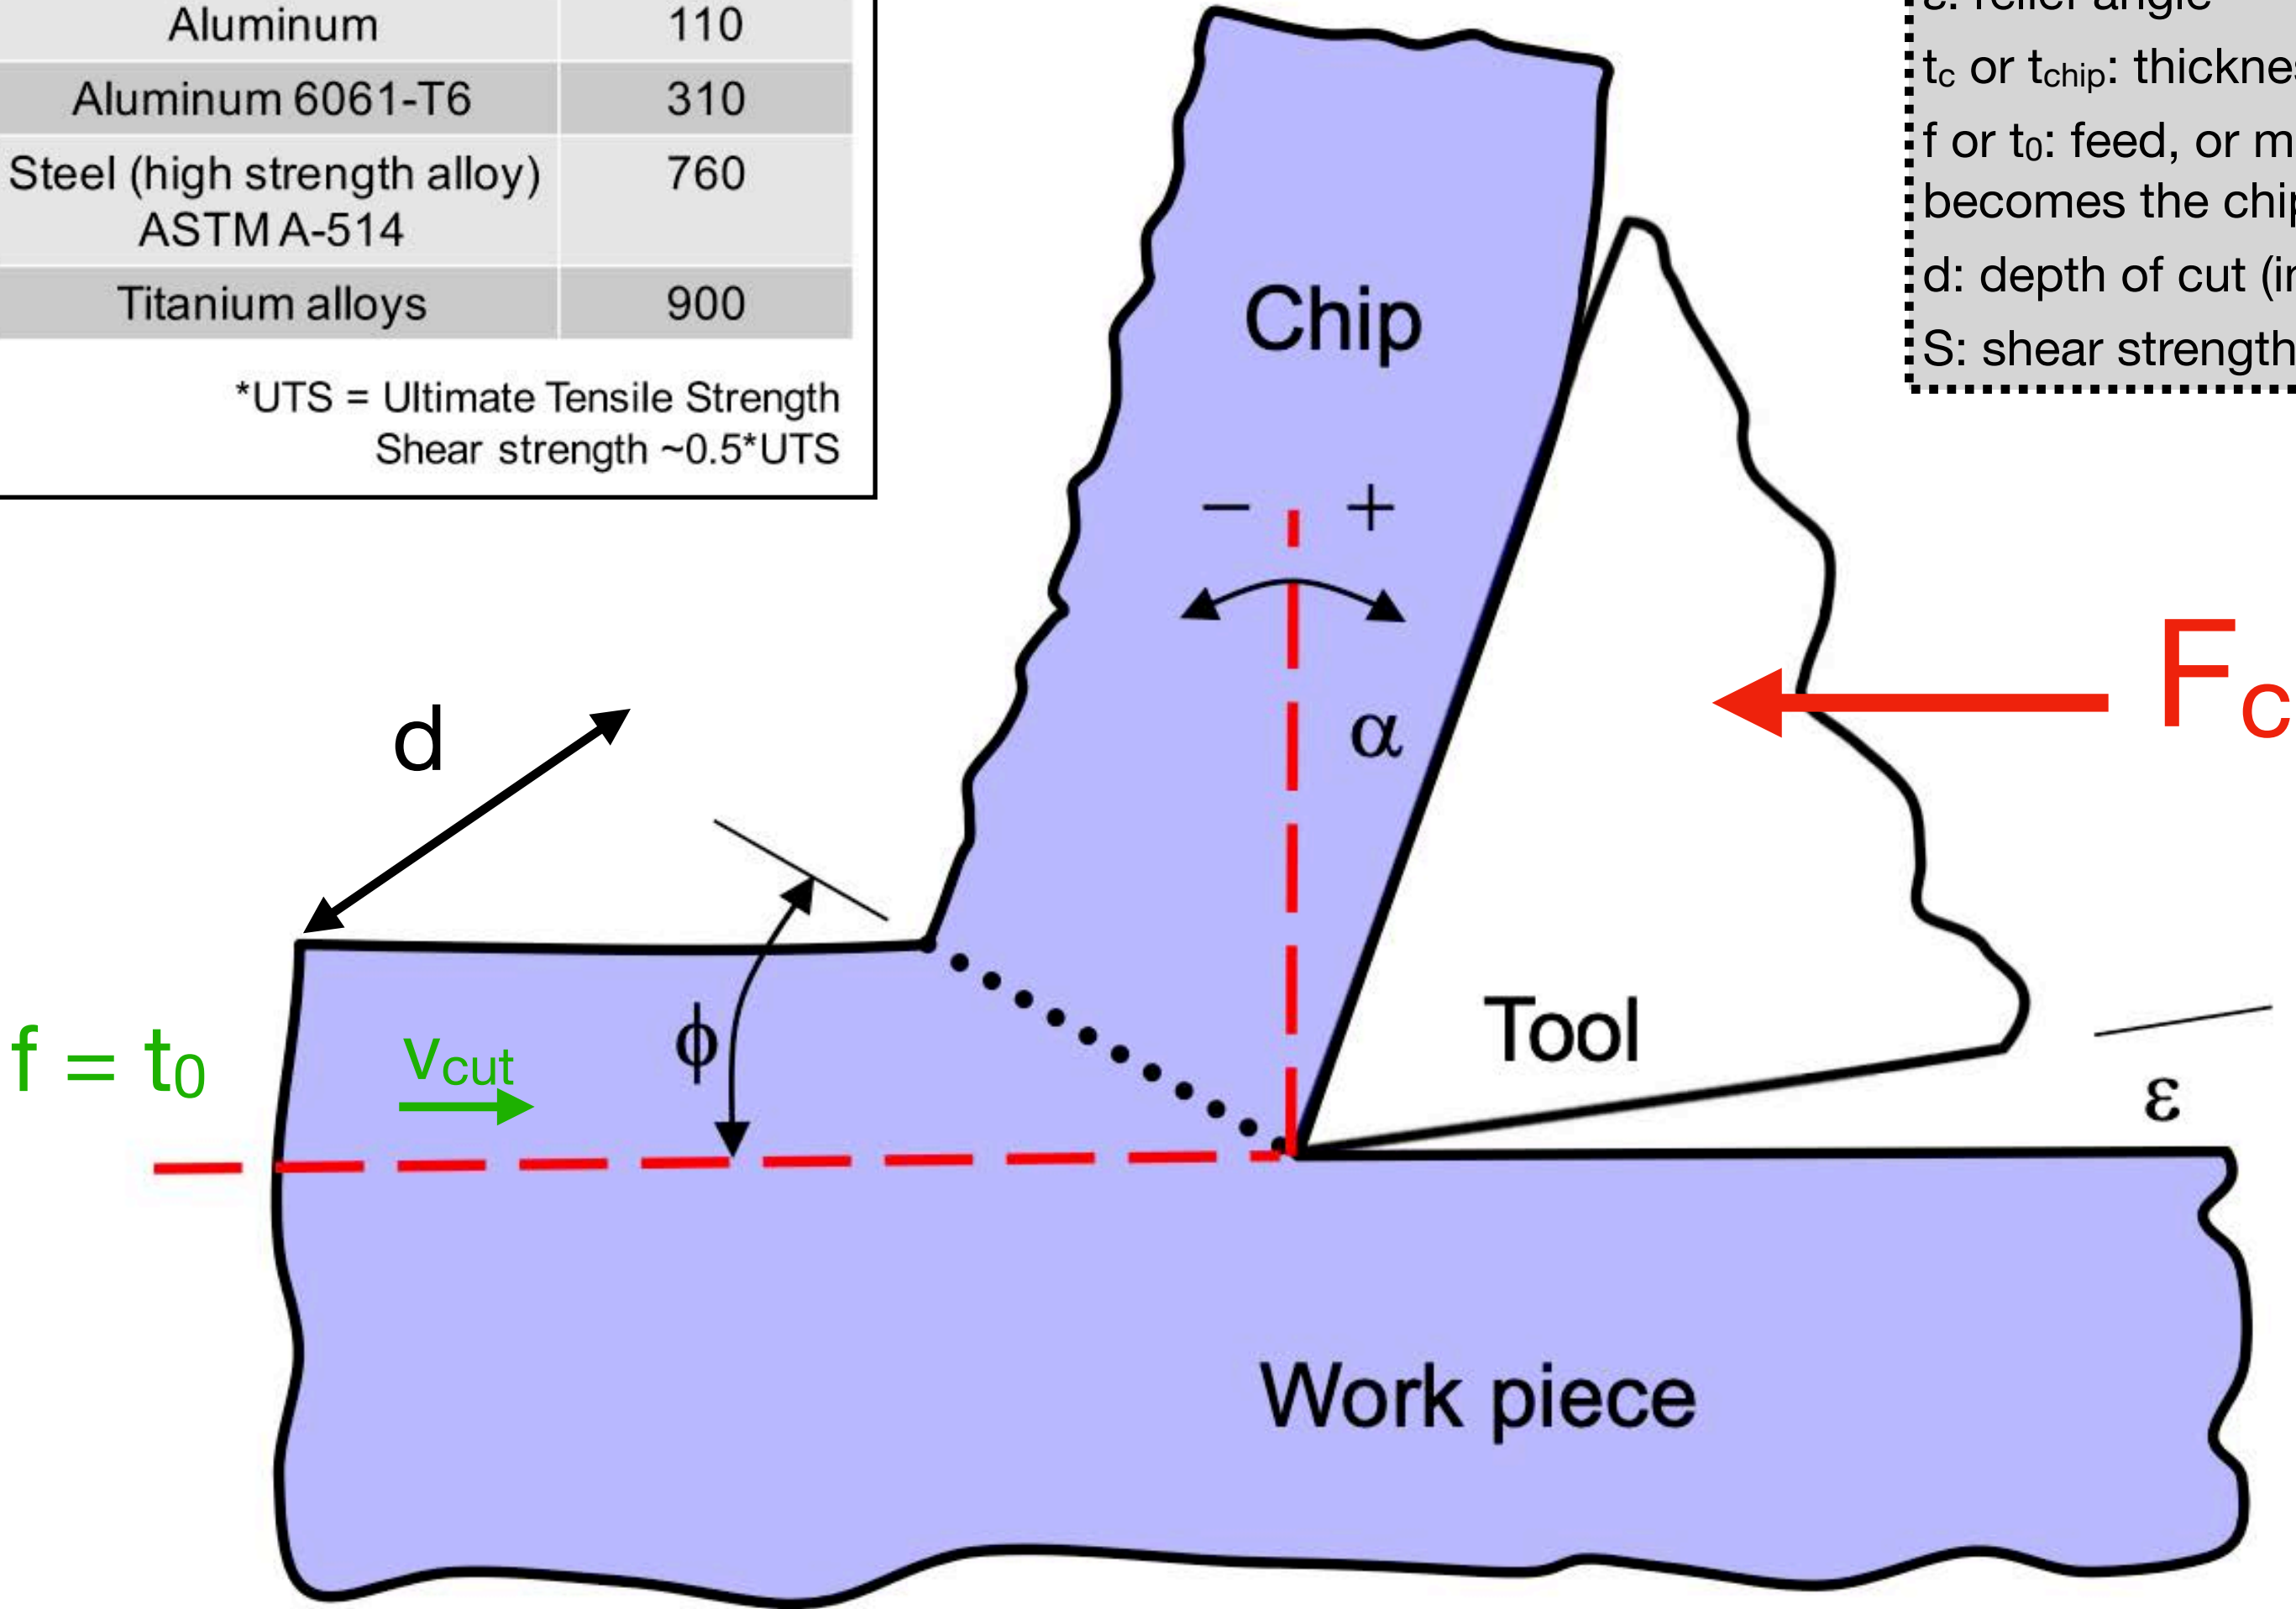 Aluminum 110
Aluminum 6061-T6 310
Steel (high strength alloy) 760
ASTM A-514
Titanium alloys 900
*UTS = Ultimate Tensile Strength
Shear strength ~0.5*UTS
ε: relief angle
tc or tchip:
f or t0: feed, or
becomes the
d: depth of cut
S: shear strength
Chip
− +
α
Fc
d
ϕ
f = t0
vcut
Tool
ε
Work piece